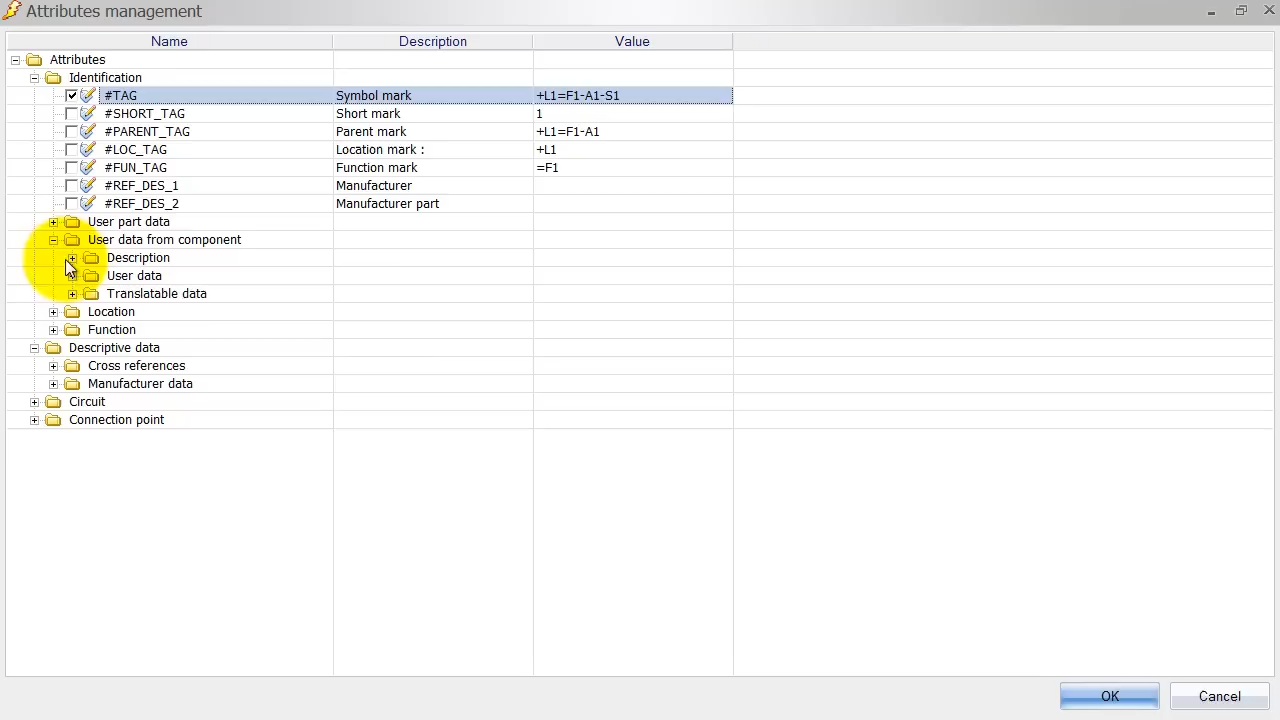 Attributes management
Name Description Value
Attributes
Identification
#TAG Symbol mark +L1=F1-A1-S1
#SHORT_TAG Short mark 1
#PARENT_TAG Parent mark +L1=F1-A1
#LOC_TAG Location mark : +L1
#FUN_TAG Function mark =F1
#REF_DES_1 Manufacturer
#REF_DES_2 Manufacturer part
User part data
User data from component
Description
User data
Translatable data
Location
Function
Descriptive data
Cross references
Manufacturer data
Circuit
Connection point
OK Cancel